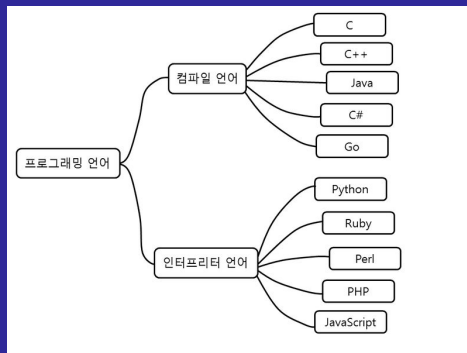 프로그래밍 언어
컴파일 언어
C
C++
Java
C#
Go
인터프리터 언어
Python
Ruby
Perl
PHP
JavaScript